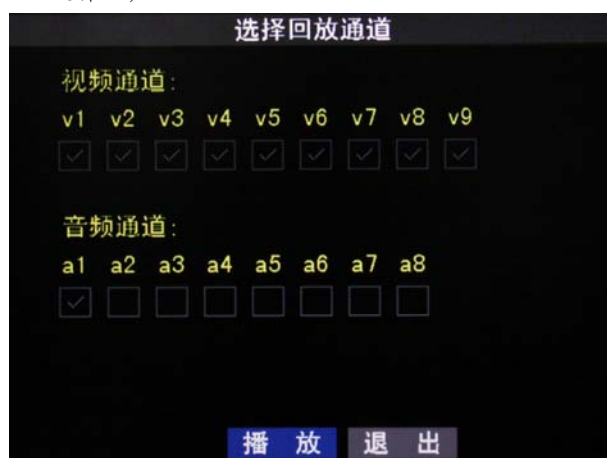 选择回放通道
视频通道:
v1 v2 v3 v4 v5 v6 v7 v8 v9
音频通道:
a1 a2 a3 a4 a5 a6 a7 a8
播 放 退 出